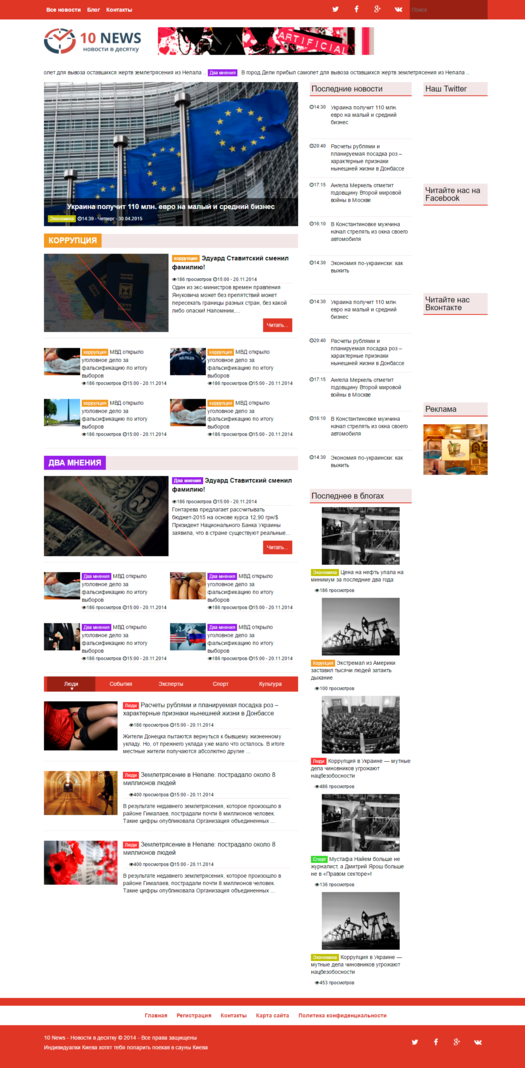 Все новости Блог Контакты
Поиск
10 NEWS
новости в десятку
ARTIFICIAL
олет для вывоза оставшихся жертв землетрясения из Непала .. Два мнения В город Дели прибыл самолет для вывоза оставшихся жертв землетрясения из Непала ..
Украина получит 110 млн. евро на малый и средний бизнес
Экономика 14:39 - Четверг - 30.04.2015
КОРРУПЦИЯ
коррупция Эдуард Ставитский сменил
фамилию!
186 просмотров 15:00 - 20.11.2014
Один из экс-министров времен правления
Януковича может без препятствий может
пересекать границы разных стран, без какой
либо опаски! Напомним,...
Читать...
коррупция МВД открыло
уголовное дело за
фальсификацию по итогу
выборов
186 просмотров 15:00 - 20.11.2014
коррупция МВД открыло
уголовное дело за
фальсификацию по итогу
выборов
186 просмотров 15:00 - 20.11.2014
коррупция МВД открыло
уголовное дело за
фальсификацию по итогу
выборов
186 просмотров 15:00 - 20.11.2014
коррупция МВД открыло
уголовное дело за
фальсификацию по итогу
выборов
186 просмотров 15:00 - 20.11.2014
ДВА МНЕНИЯ
Два мнения Эдуард Ставитский сменил
фамилию!
186 просмотров 15:00 - 20.11.2014
Гонтарева предлагает рассчитывать
бюджет-2015 на основе курса 12,90 грн/$
Президент Национального Банка Украины
заявила, что в стране существуют реальные...
Читать...
Два мнения МВД открыло
уголовное дело за
фальсификацию по итогу
выборов
186 просмотров 15:00 - 20.11.2014
Два мнения МВД открыло
уголовное дело за
фальсификацию по итогу
выборов
186 просмотров 15:00 - 20.11.2014
Два мнения МВД открыло
уголовное дело за
фальсификацию по итогу
выборов
186 просмотров 15:00 - 20.11.2014
Два мнения МВД открыло
уголовное дело за
фальсификацию по итогу
выборов
186 просмотров 15:00 - 20.11.2014
Люди События Эксперты Спорт Культура
Люди Расчеты рублями и планируемая посадка роз –
характерные признаки нынешней жизни в Донбассе
186 просмотров 15:00 - 20.11.2014
Жители Донецка пытаются вернуться к бывшему жизненному
укладу. Но, от прежнего уклада уже мало что осталось. В итоге
местные жители получаются абсолютно другие ...
Люди Землетрясение в Непале: пострадало около 8
миллионов людей
400 просмотров 15:00 - 20.11.2014
В результате недавнего землетрясения, которое произошло в
районе Гималаев, пострадали почти 8 миллионов человек.
Такие цифры опубликовала Организация объединенных ...
Люди Землетрясение в Непале: пострадало около 8
миллионов людей
400 просмотров 15:00 - 20.11.2014
В результате недавнего землетрясения, которое произошло в
районе Гималаев, пострадали почти 8 миллионов человек.
Такие цифры опубликовала Организация объединенных ...
Последние новости
14:39 Украина получит 110 млн.
евро на малый и средний
бизнес
20:40 Расчеты рублями и
планируемая посадка роз –
характерные признаки
нынешней жизни в Донбассе
17:15 Ангела Меркель отметит
годовщину Второй мировой
войны в Москве
16:10 В Константиновке мужчина
начал стрелять из окна своего
автомобиля
14:30 Экономия по-украински: как
выжить
14:39 Украина получит 110 млн.
евро на малый и средний
бизнес
20:40 Расчеты рублями и
планируемая посадка роз –
характерные признаки
нынешней жизни в Донбассе
17:15 Ангела Меркель отметит
годовщину Второй мировой
войны в Москве
16:10 В Константиновке мужчина
начал стрелять из окна своего
автомобиля
14:30 Экономия по-украински: как
выжить
Последнее в блогах
Экономика Цена на нефть упала на
минимум за последние два года
186 просмотров
Корупция Экстремал из Америки
заставил тысячи людей затаить
дыхание
100 просмотров
Люди Коррупция в Украине — мутные
дела чиновников угрожают
нацбезобасности
486 просмотров
Спорт Мустафа Найем больше не
журналист, а Дмитрий Ярош больше
не в «Правом секторе»!
136 просмотров
Экономика Коррупция в Украине —
мутные дела чиновников угрожают
нацбезобасности
453 просмотров
Наш Twitter
Читайте нас на
Facebook
Читайте нас
Вконтакте
Реклама
Главная Регистрация Контакты Карта сайта Политика конфиденциальности
10 News - Новости в десятку © 2014 - Все права защищены
Индивидуалки Киева хотят тебя попарить поехав в сауны Киева